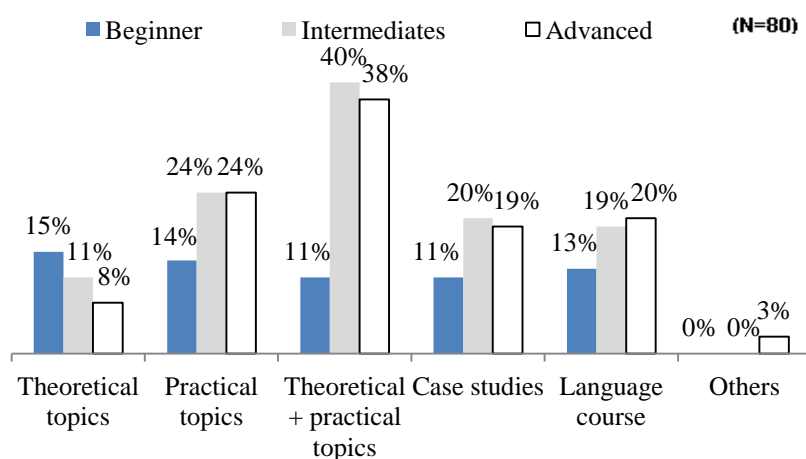 Beginner Intermediates Advanced (N=80)
40%
38%
24% 24%
15% 14% 11% 11% 20% 19% 13% 19% 20%
11%
8%
0% 0% 3%
Theoretical topics
Practical topics
Theoretical + practical topics
Case studies
Language course
Others